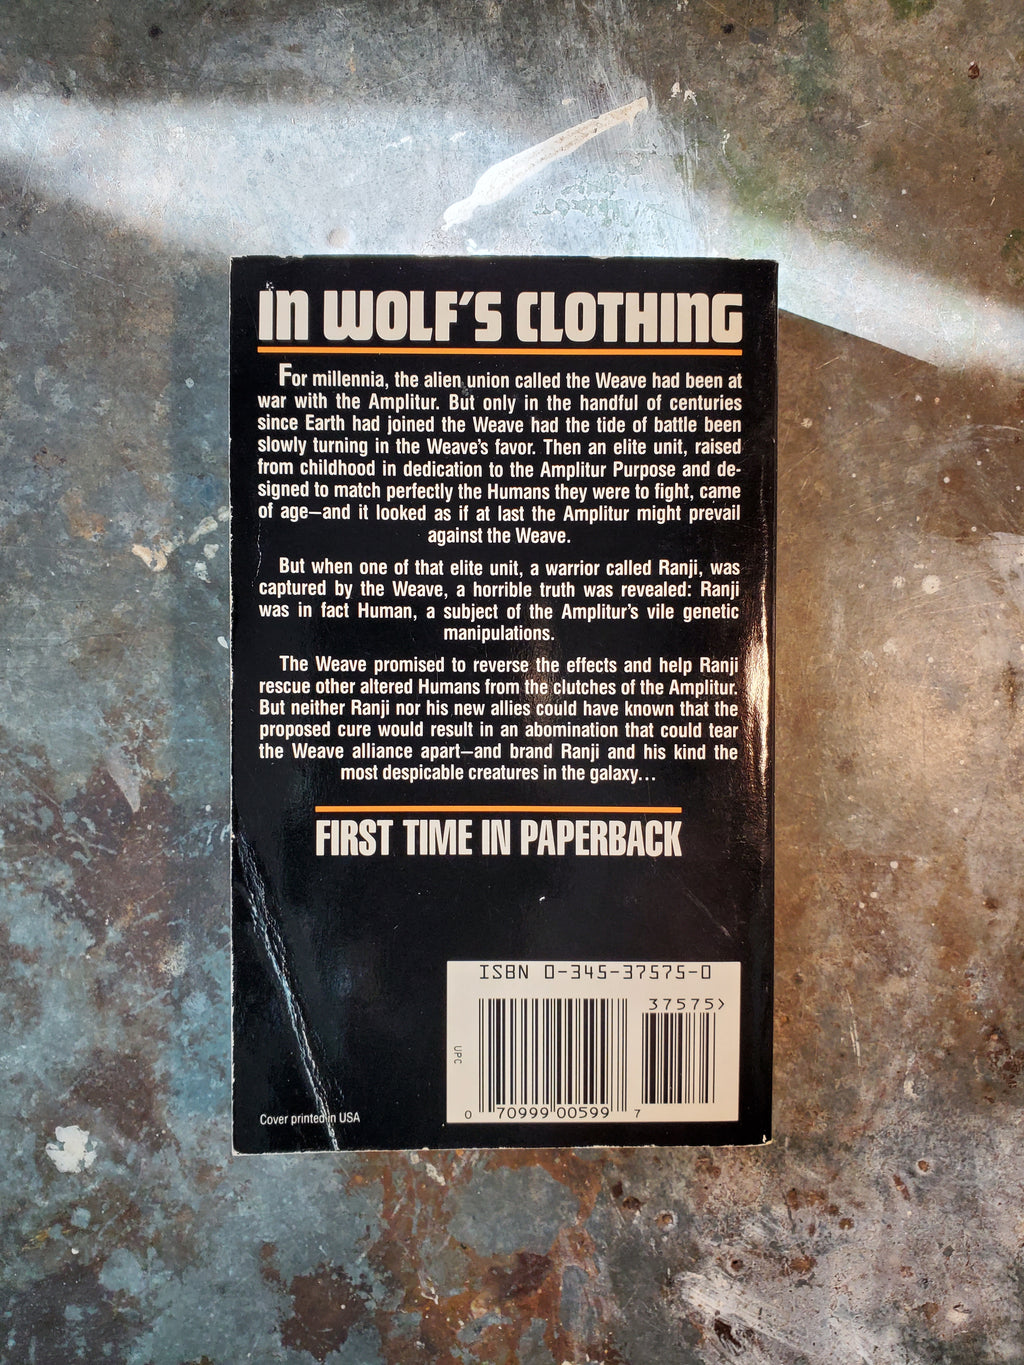 In WOLF'S CLOTHING
For millennia, the alien union called the Weave had been at
war with the Amplitur. But only in the handful of centuries
since Earth had joined the Weave had the tide of battle been
slowly turning in the Weave's favor. Then an elite unit, raised
from childhood in dedication to the Amplitur Purpose and de-
signed to match perfectly the Humans they were to fight, came
of age—and it looked as if at last the Amplitur might prevail
against the Weave.
But when one of that elite unit, a warrior called Ranji, was
captured by the Weave, a horrible truth was revealed: Ranji
was in fact Human, a subject of the Amplitur's vile genetic
manipulations.
The Weave promised to reverse the effects and help Ranji
rescue other altered Humans from the clutches of the Amplitur.
But neither Ranji nor his new allies could have known that the
proposed cure would result in an abomination that could tear
the Weave alliance apart—and brand Ranji and his kind the
most despicable creatures in the galaxy...
FIRST TIME IN PAPERBACK
ISBN 0-345-37575-0
37575>
UPC
0 70999 00599 7
Cover printed in USA